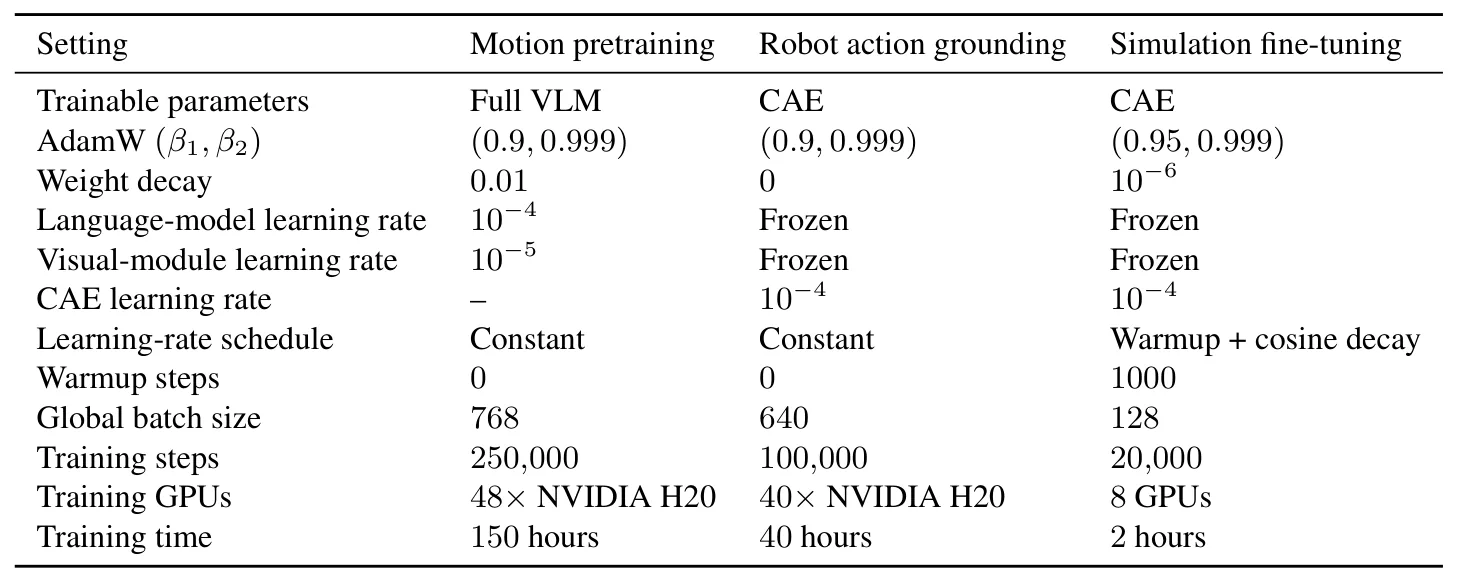 Setting Motion pretraining Robot action grounding Simulation fine-tuning
Trainable parameters Full VLM CAE CAE
AdamW (β₁, β₂) (0.9, 0.999) (0.9, 0.999) (0.95, 0.999)
Weight decay 0.01 0 10⁻⁶
Language-model learning rate 10⁻⁴ Frozen Frozen
Visual-module learning rate 10⁻⁵ Frozen Frozen
CAE learning rate – 10⁻⁴ 10⁻⁴
Learning-rate schedule Constant Constant Warmup + cosine decay
Warmup steps 0 0 1000
Global batch size 768 640 128
Training steps 250,000 100,000 20,000
Training GPUs 48× NVIDIA H20 40× NVIDIA H20 8 GPUs
Training time 150 hours 40 hours 2 hours